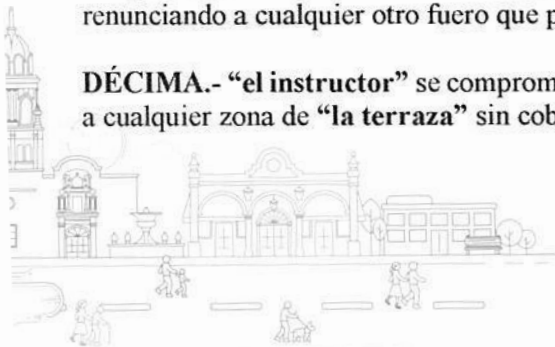 renunciando a cualquier otro fuero que p
DÉCIMA.- “el instructor” se comprom
a cualquier zona de “la terraza” sin cob